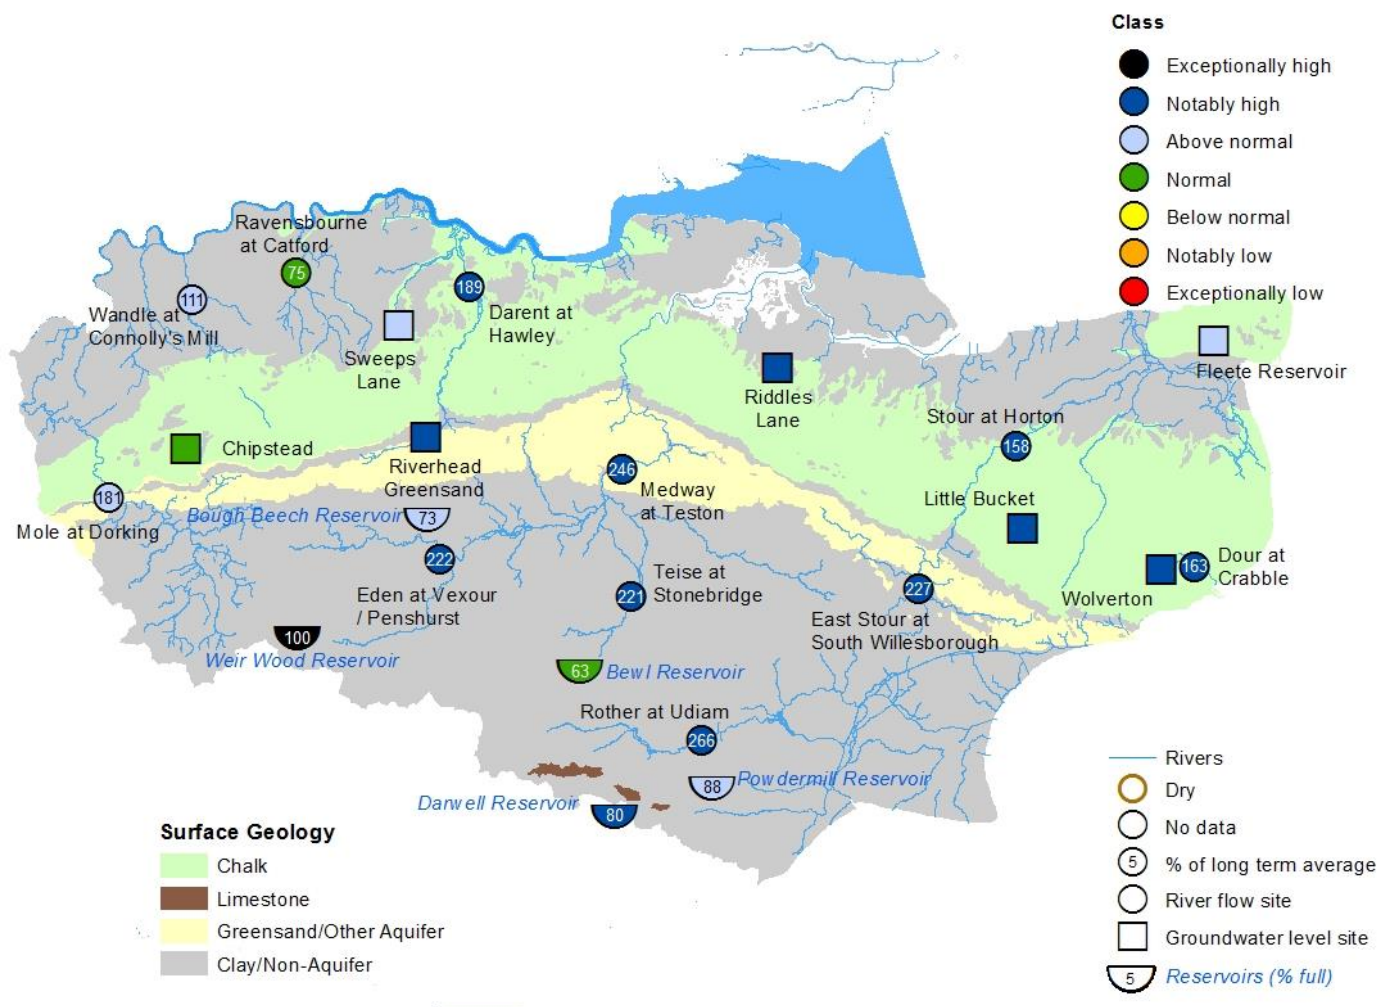 Class
Exceptionally high
Notably high
Above normal
Normal
Below normal
Notably low
Exceptionally low
Ravensbourne
at Catford
75
111
Wandle at
Connolly's Mill
189
Darent at
Hawley
Sweeps
Lane
Riddles
Lane
Fleete Reservoir
Stour at Horton
158
Chipstead
Riverhead
Greensand
246
Medway
at Teston
Little Bucket
181
Mole at Dorking
Bough Beech Reservoir
73
222
Eden at Vexour
/ Penshurst
Teise at
Stonebridge
221
227
East Stour at
South Willesborough
Wolverton
163
Dour at
Crabble
100
Weir Wood Reservoir
63
Bewl Reservoir
Rother at Udiam
266
88
Powdermill Reservoir
Darwell Reservoir
80
Surface Geology
Chalk
Limestone
Greensand/Other Aquifer
Clay/Non-Aquifer
Rivers
Dry
No data
5
% of long term average
River flow site
Groundwater level site
5
Reservoirs (% full)